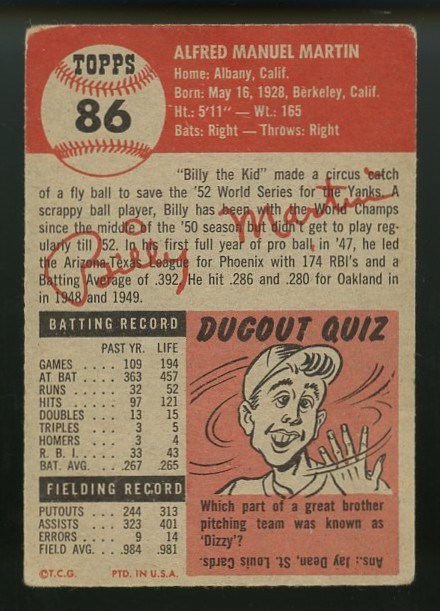 TOPPS
86
ALFRED MANUEL MARTIN
Home: Albany, Calif.
Born: May 16, 1928, Berkeley, Calif.
Ht.: 5'11" — Wt.: 165
Bats: Right — Throws: Right
"Billy the Kid" made a circus catch
of a fly ball to save the '52 World Series for the Yanks. A
scrappy ball player, Billy has been with the World Champs
since the middle of the '50 season but didn't get to play reg-
ularly till '52. In his first full year of pro ball, in '47, he led
the Arizona-Texas League for Phoenix with 174 RBI's and a
Batting Average of .392. He hit .286 and .280 for Oakland in
in 1948 and 1949.
Billy Martin
BATTING RECORD
PAST YR. LIFE
GAMES .... 109 194
AT BAT .... 363 457
RUNS .... 32 52
HITS .... 97 121
DOUBLES .. 13 15
TRIPLES ... 3 5
HOMERS ... 3 4
R. B. I. .... 33 43
BAT. AVG. .. .267 .265
FIELDING RECORD
PUTOUTS .. 244 313
ASSISTS ... 323 401
ERRORS ... 9 14
FIELD AVG. .. .984 .981
©T.C.G. PTD. IN U.S.A.
DUGOUT QUIZ
Which part of a great brother
pitching team was known as
'Dizzy'?
Ans.: Jay Dean, St. Louis Cards.